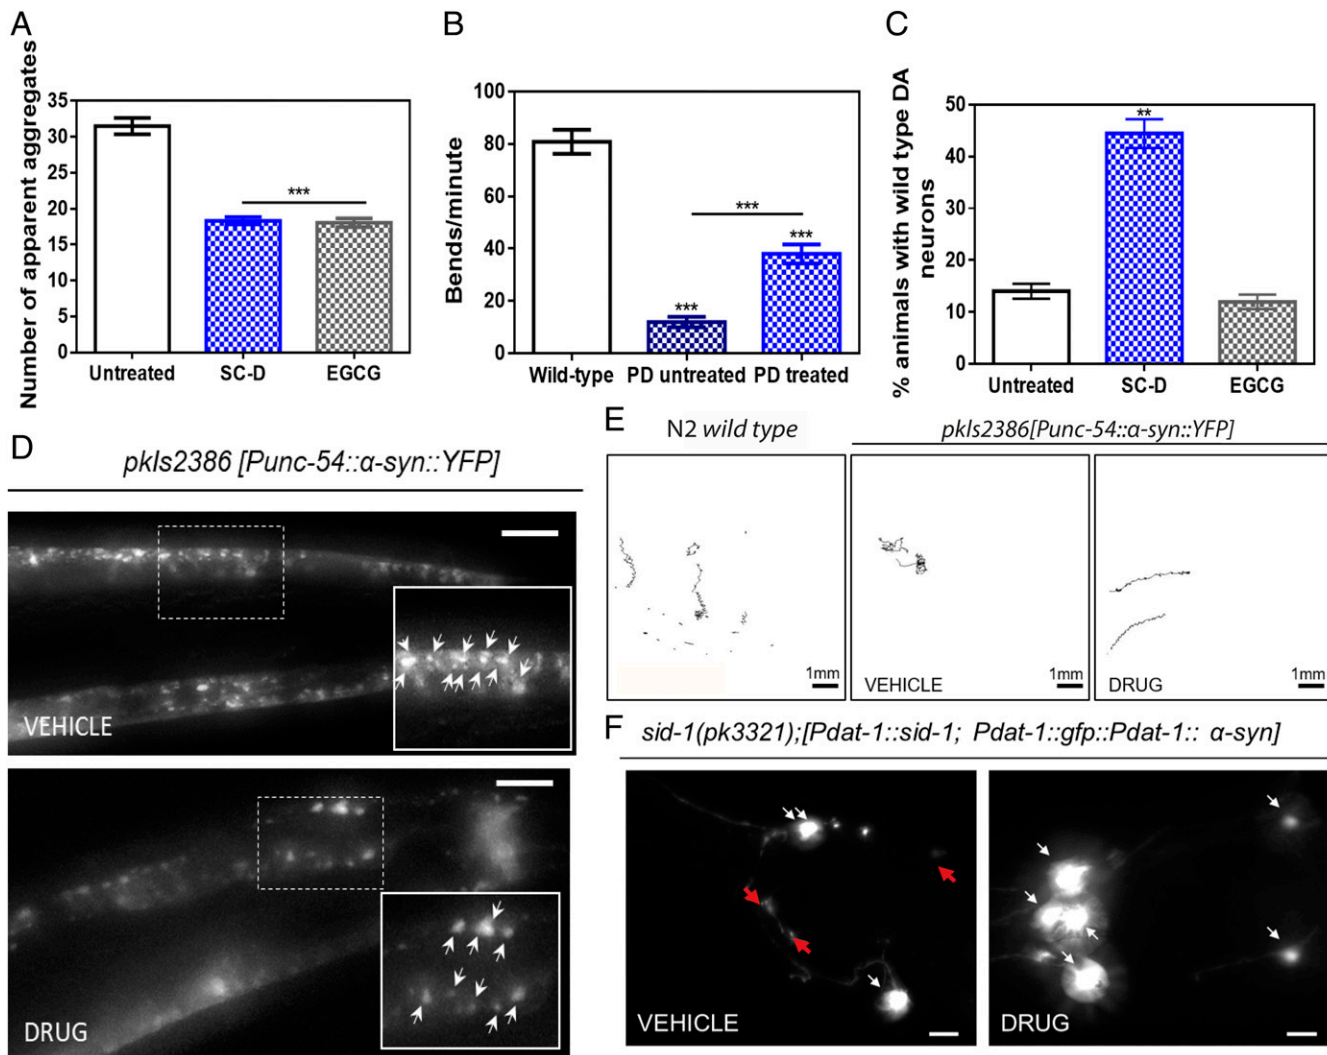 A
Number of apparent aggregates
35
30
25
20
15
10
5
0
***
Untreated
SC-D
EGCG
B
Bends/minute
100
80
60
40
20
0
***
***
***
Wild-type
PD untreated
PD treated
C
% animals with wild type DA
neurons
50
40
30
20
10
0
**
Untreated
SC-D
EGCG
D
pkIs2386 [Punc-54::α-syn::YFP]
VEHICLE
DRUG
E
N2 wild type
pkIs2386[Punc-54::α-syn::YFP]
1mm
VEHICLE
1mm
DRUG
1mm
F
sid-1(pk3321);[Pdat-1::sid-1; Pdat-1::gfp::Pdat-1:: α-syn]
VEHICLE
DRUG